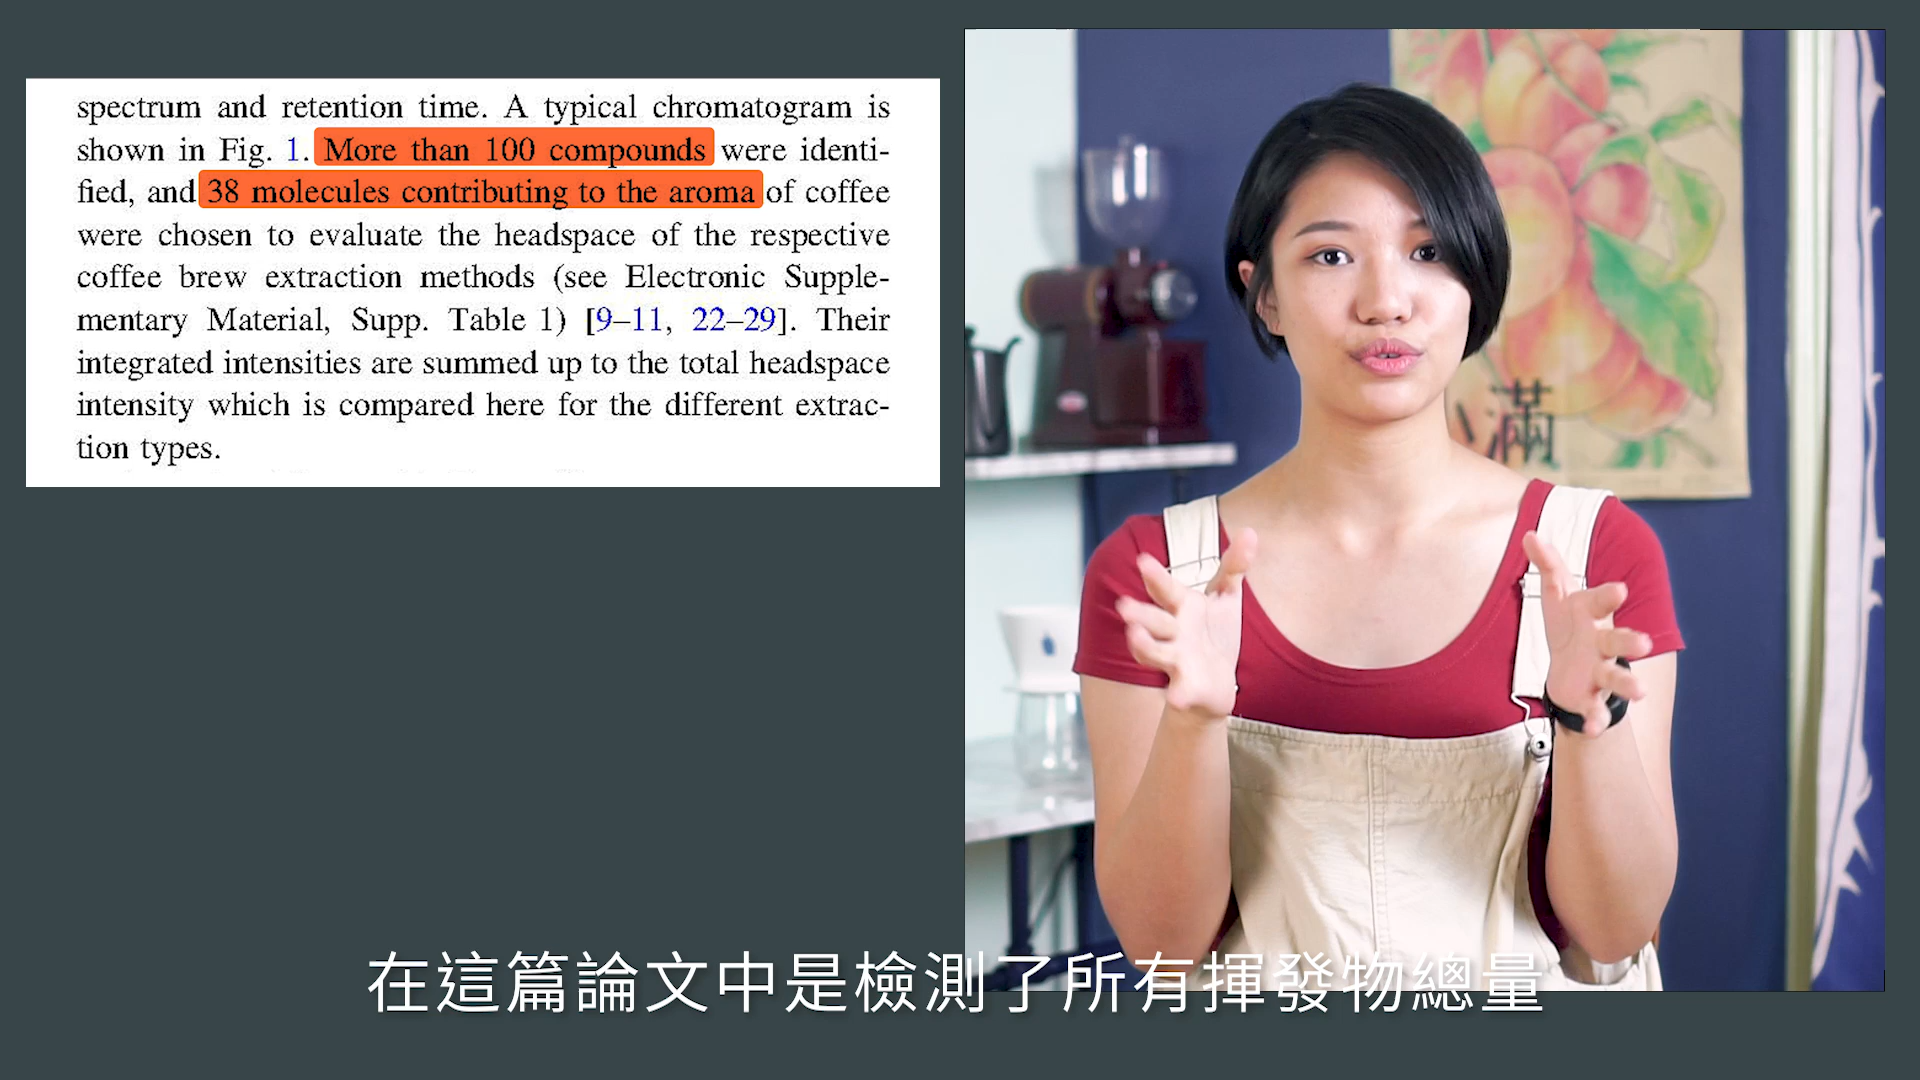 spectrum and retention time. A typical chromatogram is
shown in Fig. 1. More than 100 compounds were identi-
fied, and 38 molecules contributing to the aroma of coffee
were chosen to evaluate the headspace of the respective
coffee brew extraction methods (see Electronic Supple-
mentary Material, Supp. Table 1) [9–11, 22–29]. Their
integrated intensities are summed up to the total headspace
intensity which is compared here for the different extrac-
tion types.
滿
在這篇論文中是檢測了所有揮發物總量